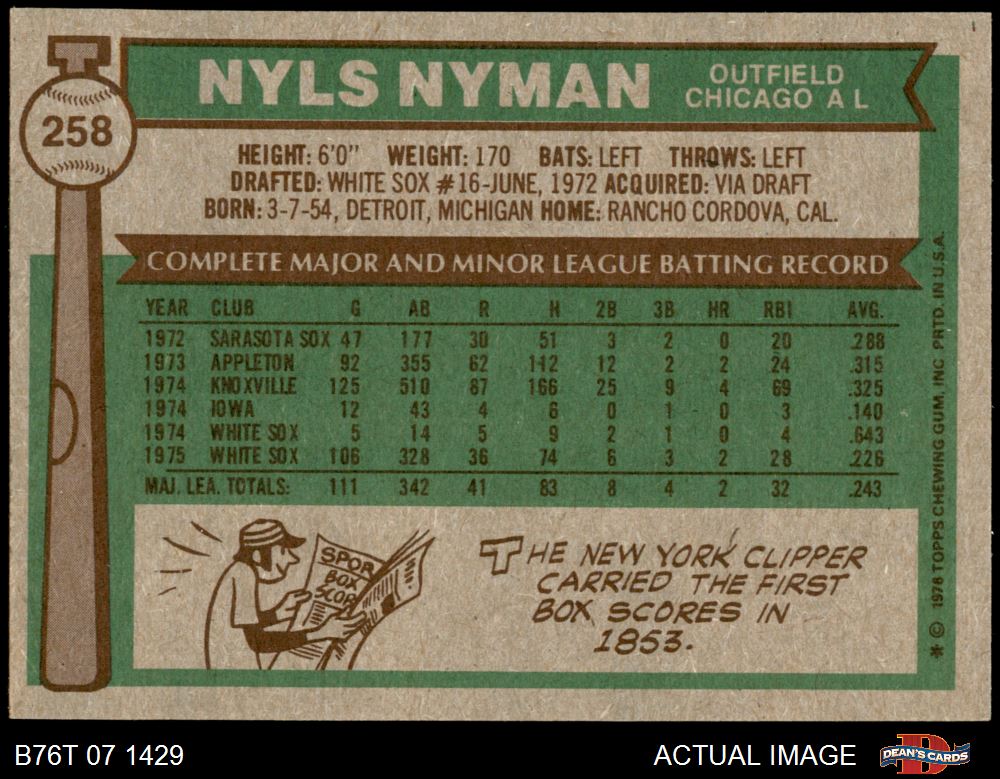 258
NYLS NYMAN
OUTFIELD
CHICAGO A L
HEIGHT: 6'0" WEIGHT: 170 BATS: LEFT THROWS: LEFT
DRAFTED: WHITE SOX #16-JUNE, 1972 ACQUIRED: VIA DRAFT
BORN: 3-7-54, DETROIT, MICHIGAN HOME: RANCHO CORDOVA, CAL.
COMPLETE MAJOR AND MINOR LEAGUE BATTING RECORD
YEAR CLUB G AB R H 2B 3B HR RBI AVG.
1972 SARASOTA SOX 47 177 30 51 3 2 0 20 .288
1973 APPLETON 92 355 62 112 12 2 2 24 .315
1974 KNOXVILLE 125 510 87 166 25 9 4 69 .325
1974 IOWA 12 43 4 6 0 1 0 3 .140
1974 WHITE SOX 5 14 5 9 2 1 0 4 .643
1975 WHITE SOX 106 328 36 74 6 3 2 28 .226
MAJ. LEA. TOTALS: 111 342 41 83 8 4 2 32 .243
SPOR
BOX
SCOR
THE NEW YORK CLIPPER
CARRIED THE FIRST
BOX SCORES IN
1853.
* © 1976 TOPPS CHEWING GUM, INC PRTD. IN U.S.A.
B76T 07 1429
ACTUAL IMAGE
DEAN'S CARDS